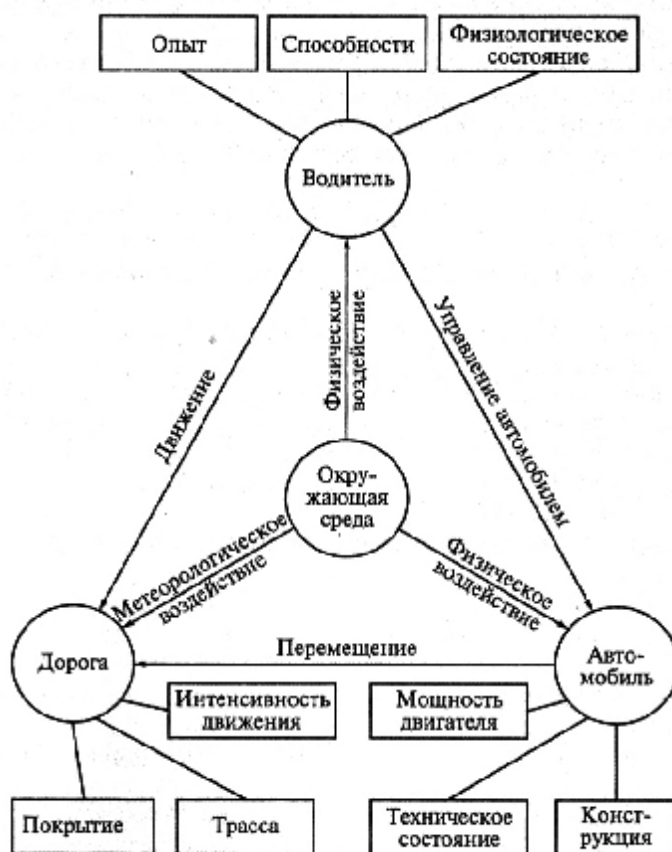 Опыт
Способности
Физиологическое
состояние
Водитель
Движение
Физическое
воздействие
Управление автомобилем
Окру-
жающая
среда
Метеорологическое
воздействие
Физическое
воздействие
Дорога
Перемещение
Авто-
мобиль
Интенсивность
движения
Мощность
двигателя
Покрытие
Трасса
Техническое
состояние
Конст-
рукция